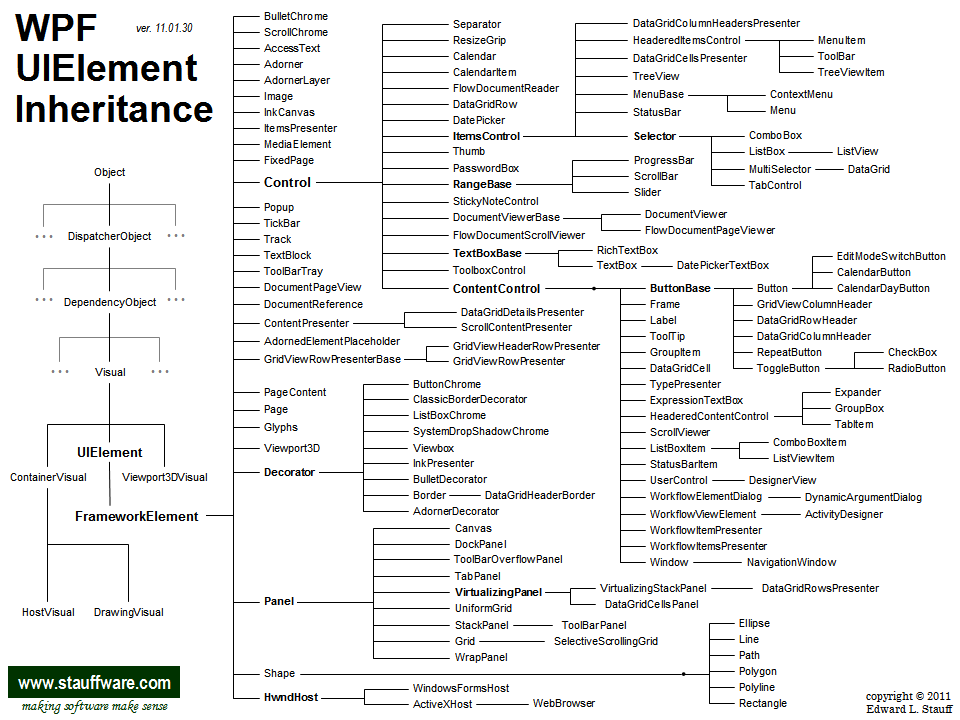 WPF
ver. 11.01.30
UIElement
Inheritance
Object
• • •
DispatcherObject
• • •
• • •
DependencyObject
• • •
• • •
Visual
• • •
UIElement
ContainerVisual
Viewport3DVisual
FrameworkElement
HostVisual
DrawingVisual
BulletChrome
ScrollChrome
AccessText
Adorner
AdornerLayer
Image
InkCanvas
ItemsPresenter
MediaElement
FixedPage
Control
Popup
TickBar
Track
TextBlock
ToolBarTray
DocumentPageView
DocumentReference
ContentPresenter
AdornedElementPlaceholder
GridViewRowPresenterBase
PageContent
Page
Glyphs
Viewport3D
Decorator
Panel
Shape
HwndHost
Separator
ResizeGrip
Calendar
CalendarItem
FlowDocumentReader
DataGridRow
DatePicker
ItemsControl
Thumb
PasswordBox
RangeBase
StickyNoteControl
DocumentViewerBase
FlowDocumentScrollViewer
TextBoxBase
ToolboxControl
ContentControl
DataGridColumnHeadersPresenter
HeaderedItemsControl
DataGridCellsPresenter
TreeView
MenuBase
StatusBar
Selector
MenuItem
ToolBar
TreeViewItem
ContextMenu
Menu
ComboBox
ListBox
ListView
MultiSelector
DataGrid
TabControl
ProgressBar
ScrollBar
Slider
DocumentViewer
FlowDocumentPageViewer
RichTextBox
TextBox
DatePickerTextBox
ButtonBase
Frame
Label
ToolTip
GroupItem
DataGridCell
TypePresenter
ExpressionTextBox
HeaderedContentControl
ScrollViewer
ListBoxItem
StatusBarItem
UserControl
DesignerView
WorkflowElementDialog
DynamicArgumentDialog
WorkflowViewElement
ActivityDesigner
WorkflowItemPresenter
WorkflowItemsPresenter
Window
NavigationWindow
Button
GridViewColumnHeader
DataGridRowHeader
DataGridColumnHeader
RepeatButton
ToggleButton
EditModeSwitchButton
CalendarButton
CalendarDayButton
CheckBox
RadioButton
Expander
GroupBox
TabItem
ComboBoxItem
ListViewItem
DataGridDetailsPresenter
ScrollContentPresenter
GridViewHeaderRowPresenter
GridViewRowPresenter
ButtonChrome
ClassicBorderDecorator
ListBoxChrome
SystemDropShadowChrome
Viewbox
InkPresenter
BulletDecorator
Border
DataGridHeaderBorder
AdornerDecorator
Canvas
DockPanel
ToolBarOverflowPanel
TabPanel
VirtualizingPanel
UniformGrid
StackPanel
ToolBarPanel
Grid
SelectiveScrollingGrid
WrapPanel
VirtualizingStackPanel
DataGridRowsPresenter
DataGridCellsPanel
Ellipse
Line
Path
Polygon
Polyline
Rectangle
WindowsFormsHost
ActiveXHost
WebBrowser
www.stauffware.com
making software make sense
copyright © 2011
Edward L. Stauff